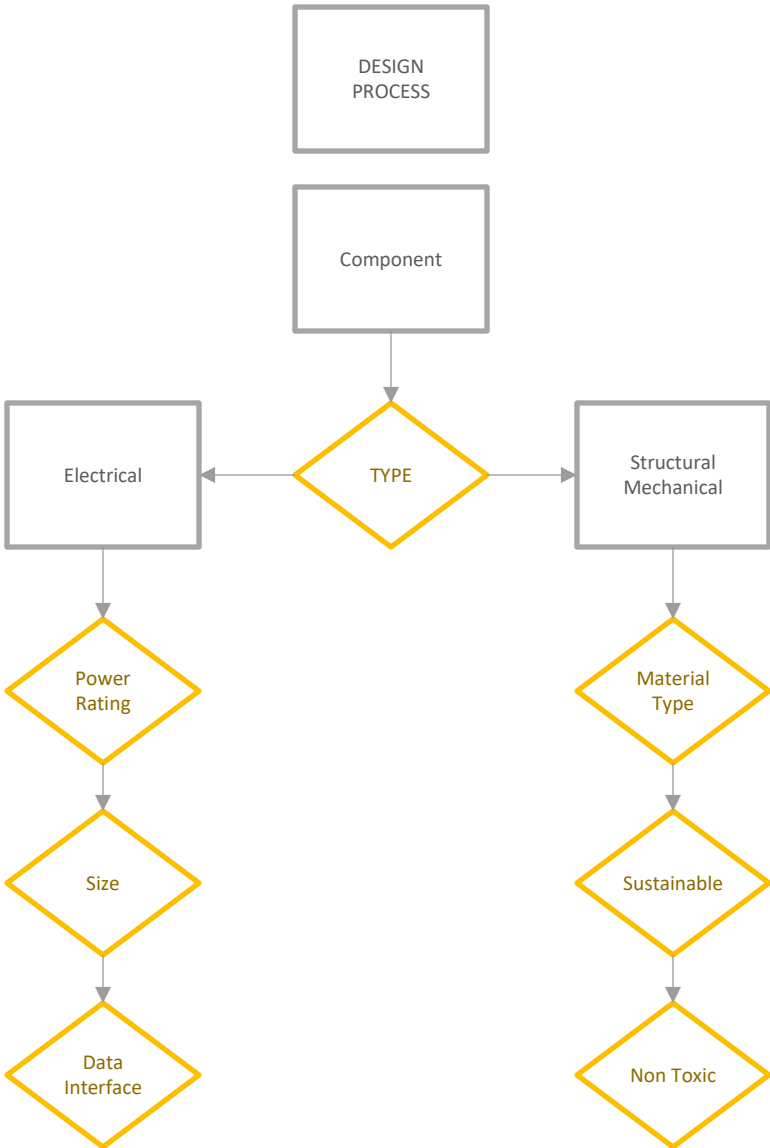 DESIGN
PROCESS
Component
Electrical
TYPE
Structural
Mechanical
Power
Rating
Material
Type
Size
Sustainable
Data
Interface
Non Toxic